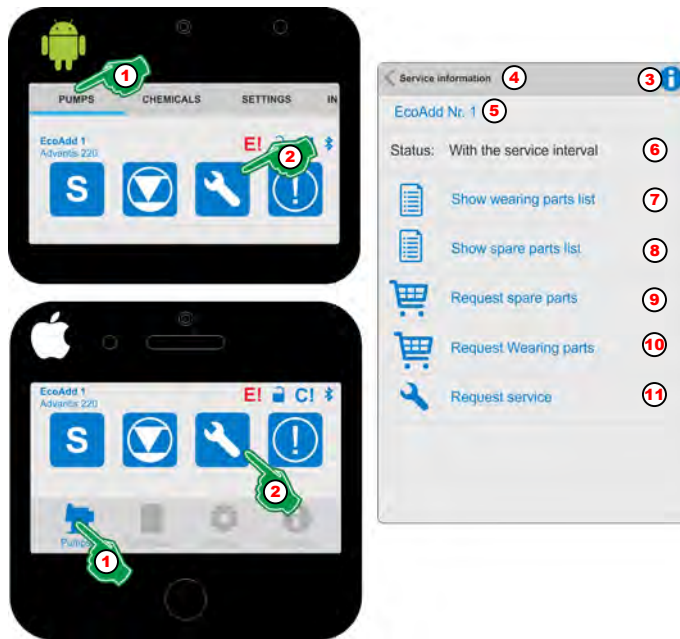 1
PUMPS CHEMICALS SETTINGS IN
EcoAdd 1
Advantis 220
E!
2
S
!
EcoAdd 1
Advantis 220
E! C!
S
!
2
Pumps
1
Service information 4 3 i
EcoAdd Nr. 1 5
Status: With the service interval 6
Show wearing parts list 7
Show spare parts list 8
Request spare parts 9
Request Wearing parts 10
Request service 11